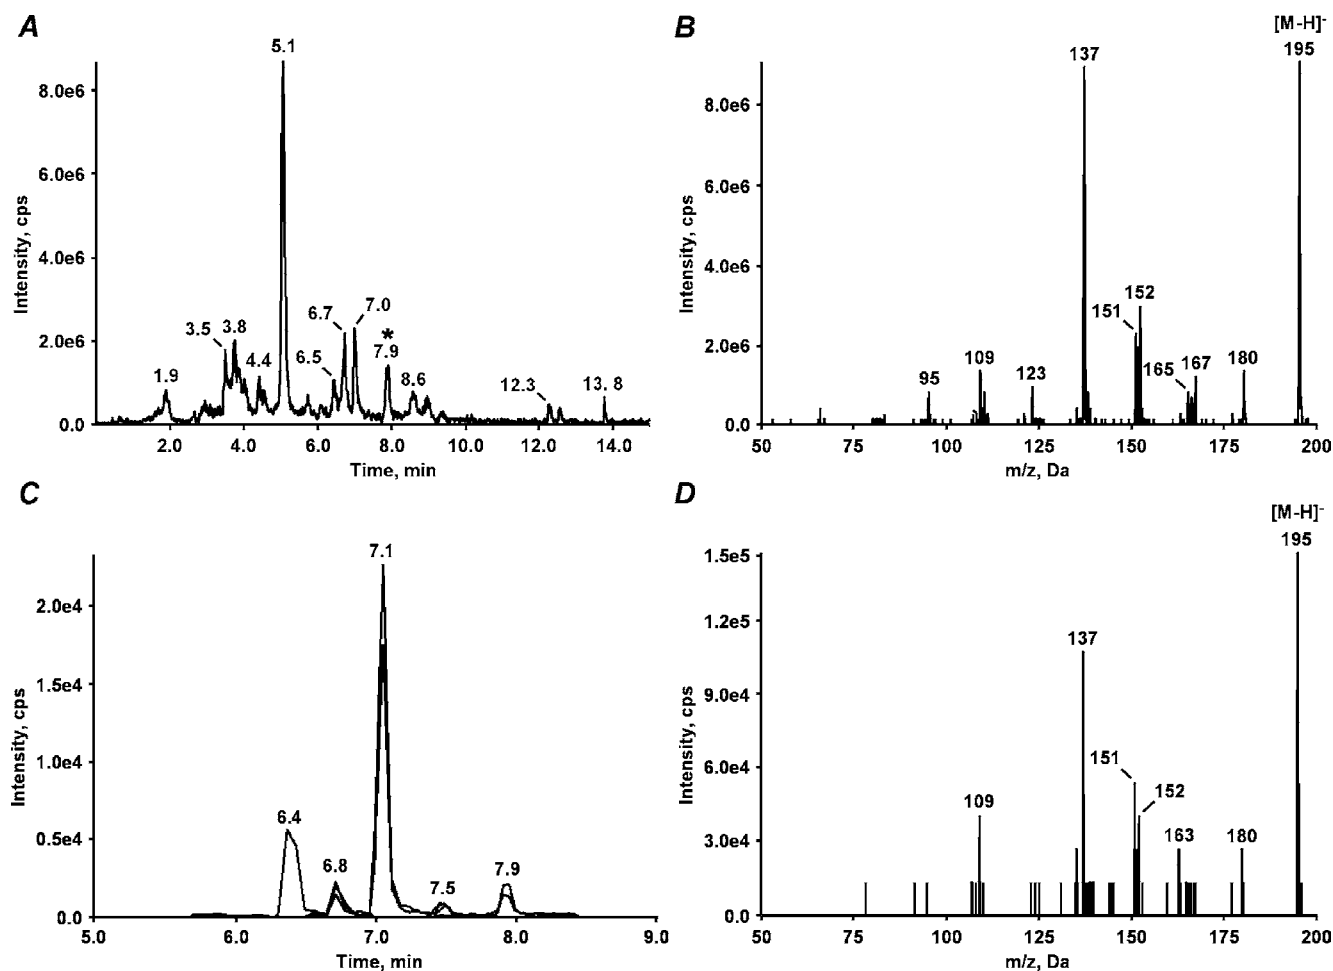 A
5.1
8.0e6
6.0e6
4.0e6
2.0e6
0.0
Intensity, cps
1.9
3.5
3.8
4.4
6.5
6.7
7.0
*
7.9
8.6
12.3
13.8
2.0 4.0 6.0 8.0 10.0 12.0 14.0
Time, min
B
[M-H]-
195
137
8.0e6
6.0e6
4.0e6
2.0e6
0.0
Intensity, cps
95
109
123
151
152
165
167
180
50 75 100 125 150 175 200
m/z, Da
C
7.1
2.0e4
1.5e4
1.0e4
0.5e4
0.0
Intensity, cps
6.4
6.8
7.5
7.9
5.0 6.0 7.0 8.0 9.0
Time, min
D
[M-H]-
195
1.5e5
1.2e5
9.0e4
6.0e4
3.0e4
0.0
Intensity, cps
137
151
152
109
163
180
50 75 100 125 150 175 200
m/z, Da